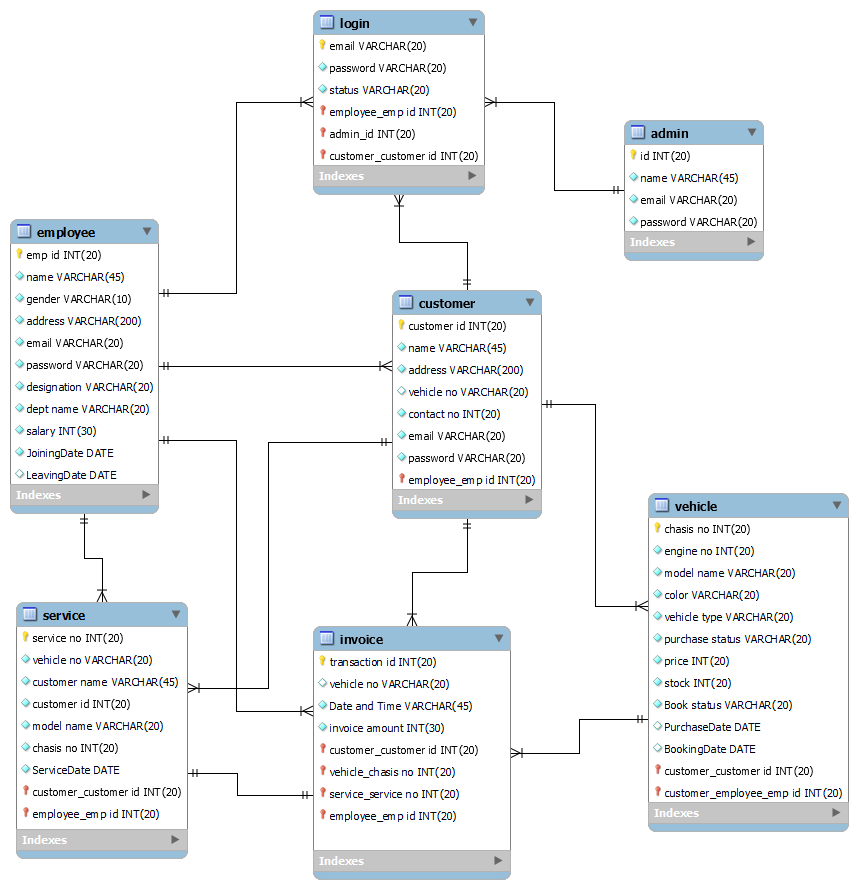 login
email VARCHAR(20)
password VARCHAR(20)
status VARCHAR(20)
employee_emp id INT(20)
admin_id INT(20)
customer_customer id INT(20)
Indexes
admin
id INT(20)
name VARCHAR(45)
email VARCHAR(20)
password VARCHAR(20)
Indexes
employee
emp id INT(20)
name VARCHAR(45)
gender VARCHAR(10)
address VARCHAR(200)
email VARCHAR(20)
password VARCHAR(20)
designation VARCHAR(20)
dept name VARCHAR(20)
salary INT(30)
JoiningDate DATE
LeavingDate DATE
Indexes
customer
customer id INT(20)
name VARCHAR(45)
address VARCHAR(200)
vehicle no VARCHAR(20)
contact no INT(20)
email VARCHAR(20)
password VARCHAR(20)
employee_emp id INT(20)
Indexes
vehicle
chasis no INT(20)
engine no INT(20)
model name VARCHAR(20)
color VARCHAR(20)
vehicle type VARCHAR(20)
purchase status VARCHAR(20)
price INT(20)
stock INT(20)
Book status VARCHAR(20)
PurchaseDate DATE
BookingDate DATE
customer_customer id INT(20)
customer_employee_emp id INT(20)
Indexes
service
service no INT(20)
vehicle no VARCHAR(20)
customer name VARCHAR(45)
customer id INT(20)
model name VARCHAR(20)
chasis no INT(20)
ServiceDate DATE
customer_customer id INT(20)
employee_emp id INT(20)
Indexes
invoice
transaction id INT(20)
vehicle no VARCHAR(20)
Date and Time VARCHAR(45)
invoice amount INT(30)
customer_customer id INT(20)
vehicle_chasis no INT(20)
service_service no INT(20)
employee_emp id INT(20)
Indexes